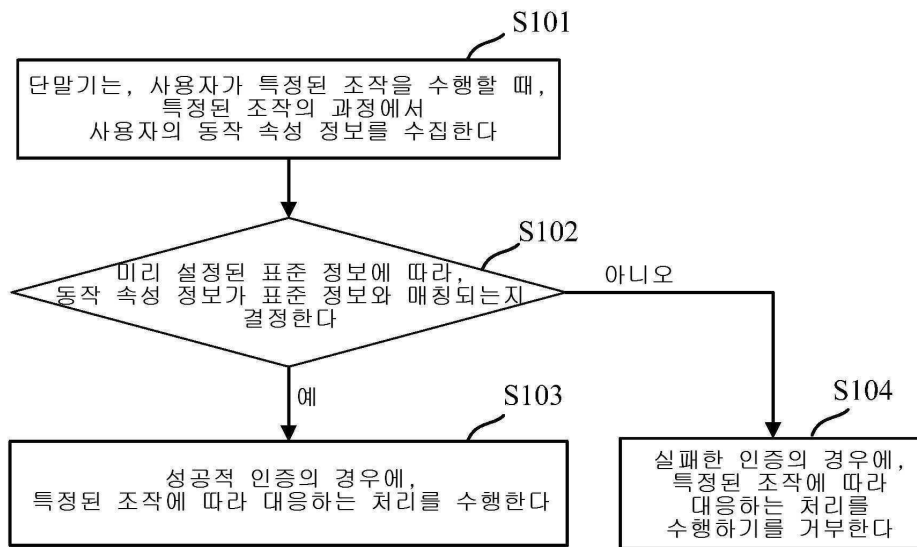 S101
단말기는, 사용자가 특정된 조작을 수행할 때,
특정된 조작의 과정에서
사용자의 동작 속성 정보를 수집한다
S102
미리 설정된 표준 정보에 따라,
동작 속성 정보가 표준 정보와 매칭되는지
결정한다
아니오
예
S103
성공적 인증의 경우에,
특정된 조작에 따라 대응하는 처리를 수행한다
S104
실패한 인증의 경우에,
특정된 조작에 따라
대응하는 처리를
수행하기를 거부한다